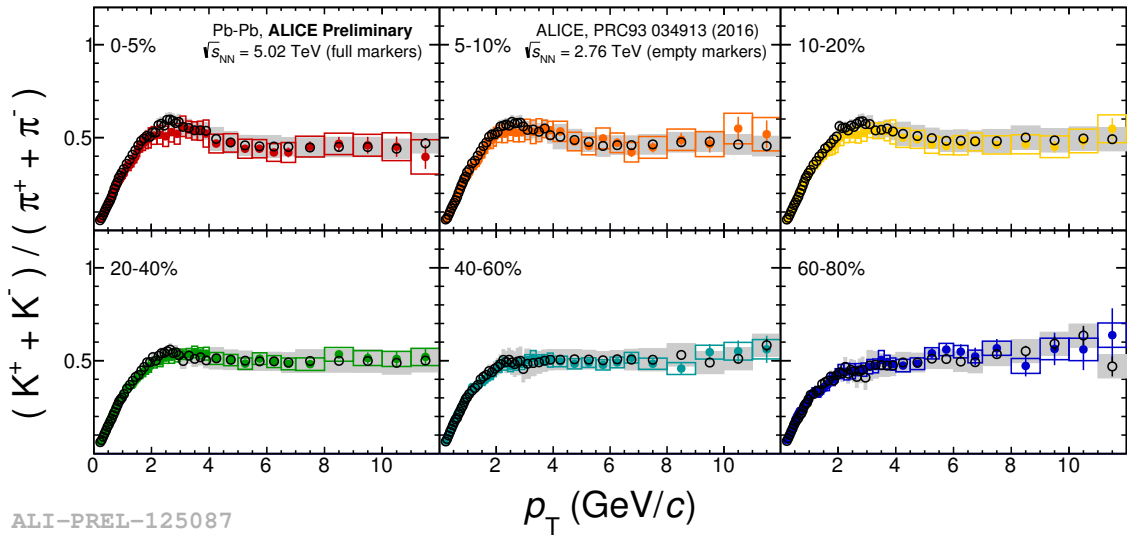 Pb-Pb, ALICE Preliminary
√sNN = 5.02 TeV (full markers)
ALICE, PRC93 034913 (2016)
√sNN = 2.76 TeV (empty markers)
0-5%
5-10%
10-20%
1
0.5
20-40%
40-60%
60-80%
1
0.5
0 2 4 6 8 10
2 4 6 8 10
2 4 6 8 10
(K⁺ + K⁻) / (π⁺ + π⁻)
pT (GeV/c)
ALI-PREL-125087